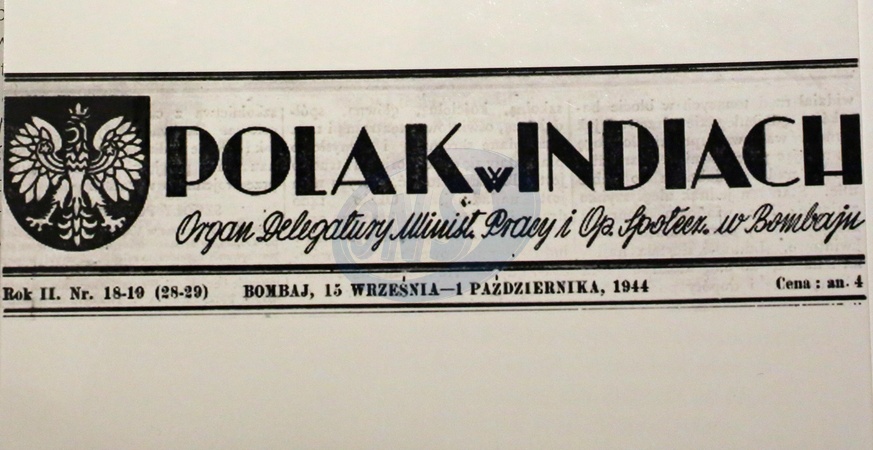 POLAK w INDIACH
Organ Delegatury Minist. Pracy i Op. Społecz. w Bombaju
Rok II. Nr. 18-19 (28-29) BOMBAJ, 15 WRZEŚNIA—1 PAŹDZIERNIKA, 1944 Cena : an. 4